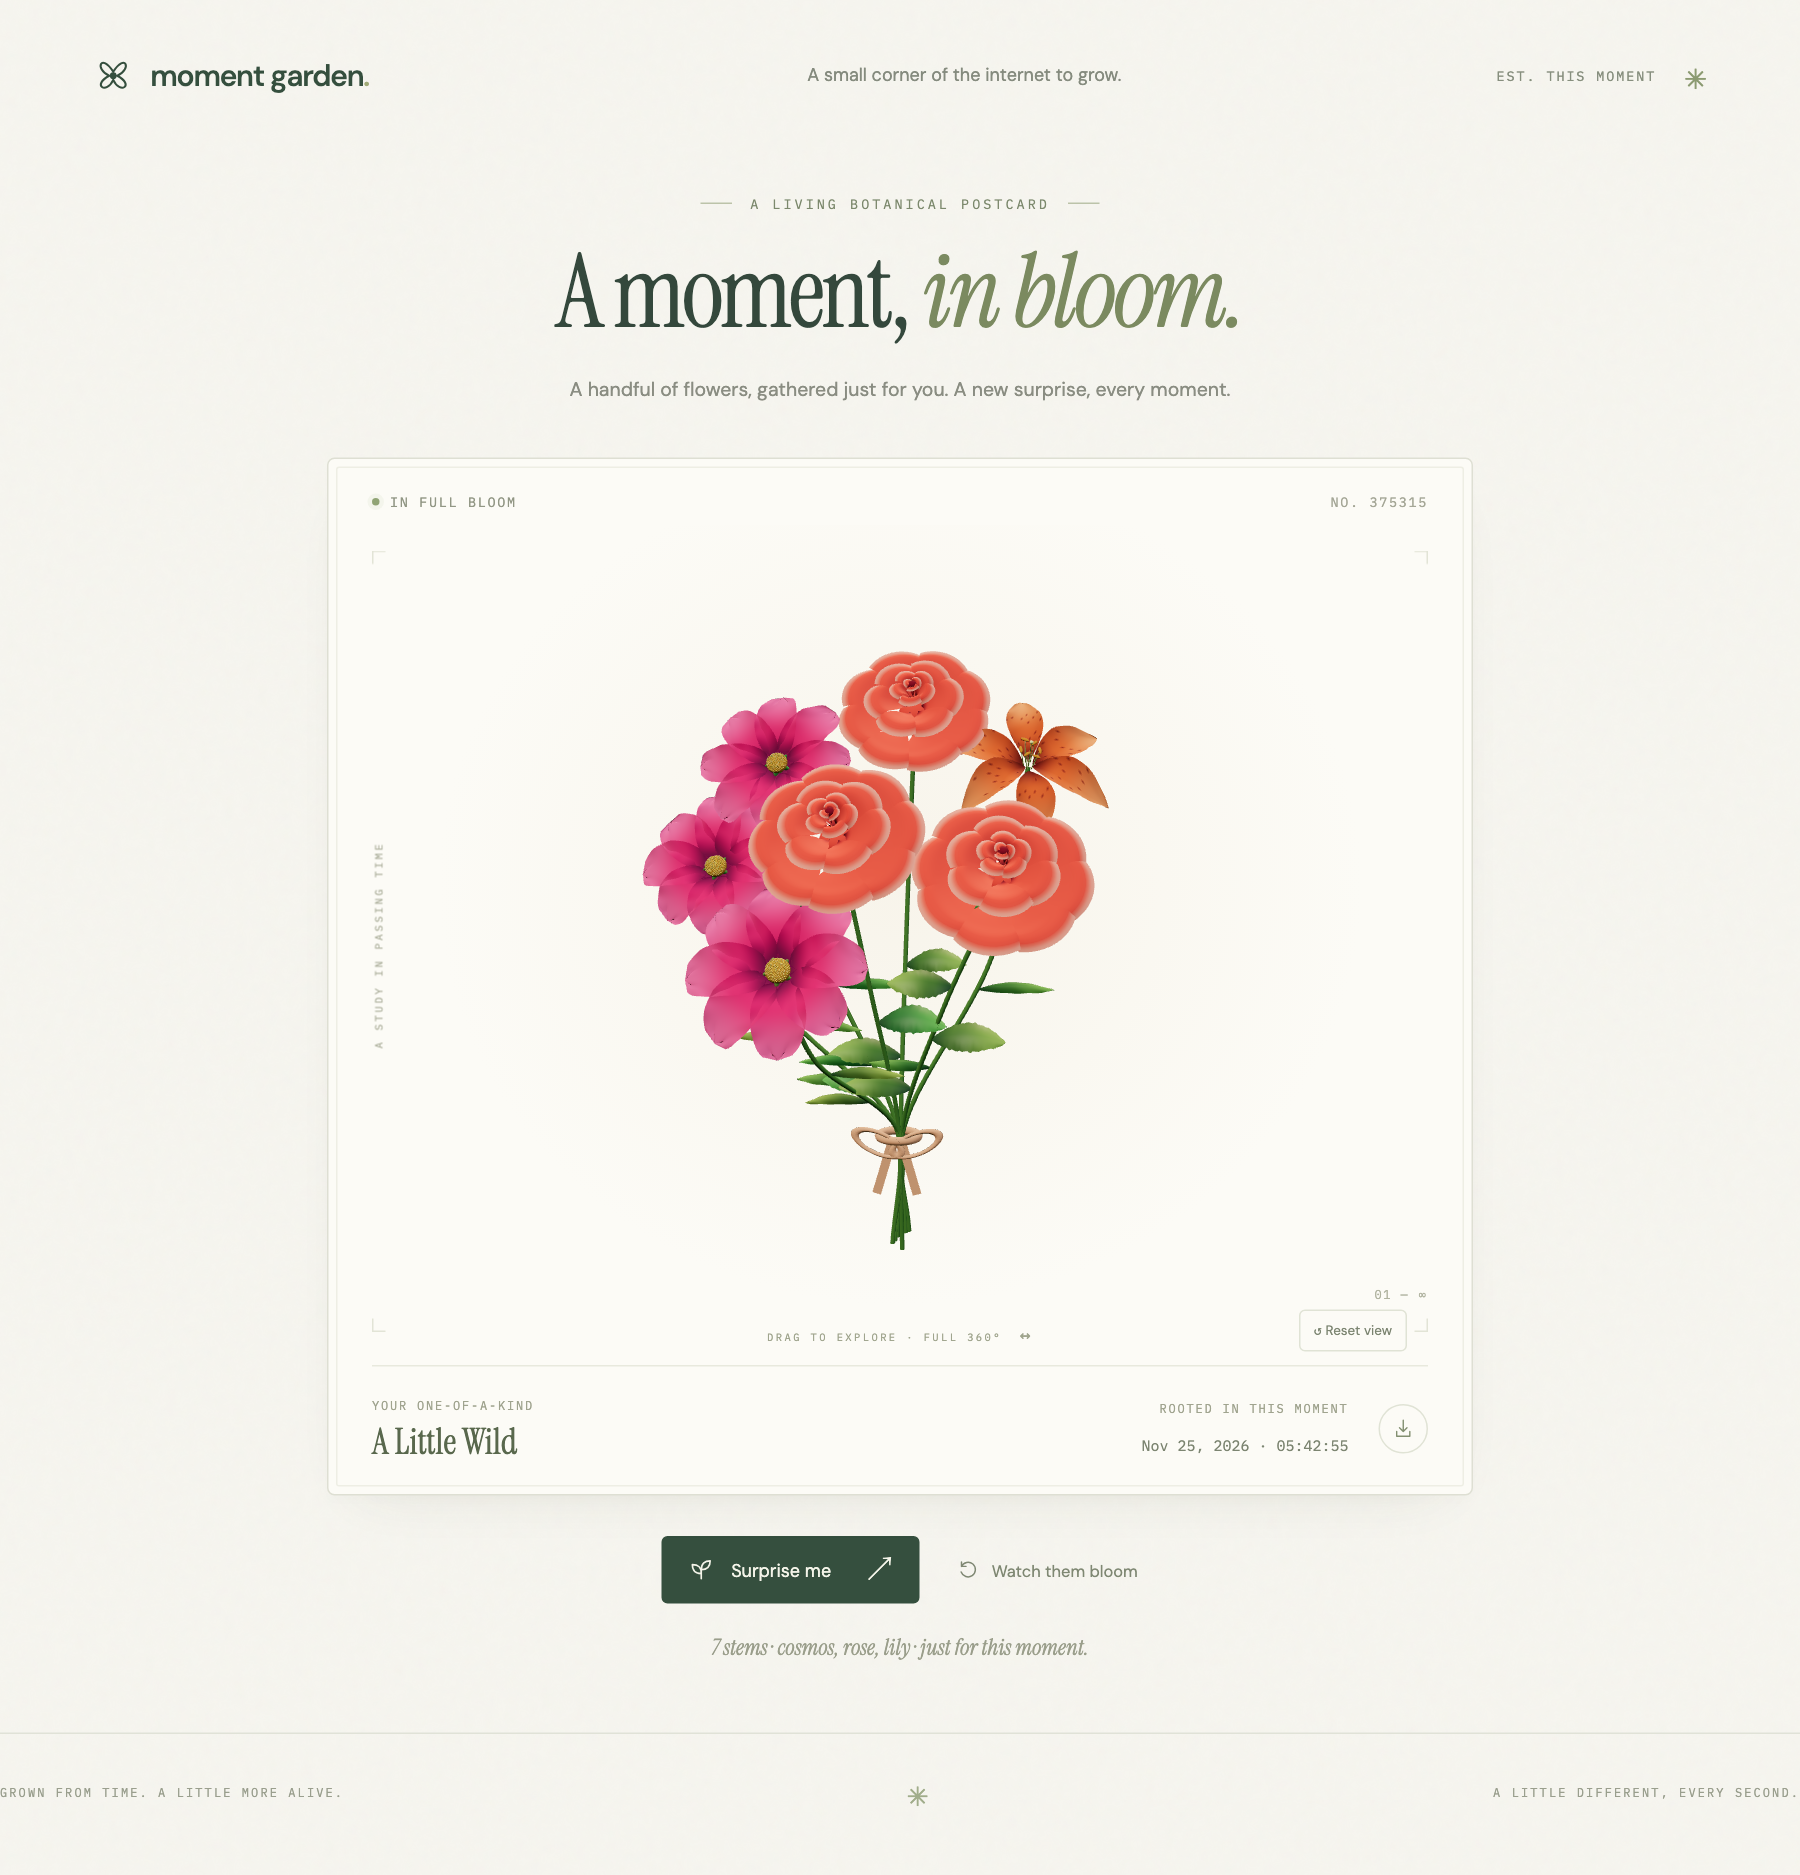 moment garden.
A small corner of the internet to grow.
EST. THIS MOMENT
A LIVING BOTANICAL POSTCARD
A moment, in bloom.
A handful of flowers, gathered just for you. A new surprise, every moment.
IN FULL BLOOM
NO. 375315
A STUDY IN PASSING TIME
01 — ∞
DRAG TO EXPLORE · FULL 360° ↔
↺ Reset view
YOUR ONE-OF-A-KIND
A Little Wild
ROOTED IN THIS MOMENT
Nov 25, 2026 · 05:42:55
Surprise me
Watch them bloom
7 stems · cosmos, rose, lily · just for this moment.
GROWN FROM TIME. A LITTLE MORE ALIVE.
A LITTLE DIFFERENT, EVERY SECOND.